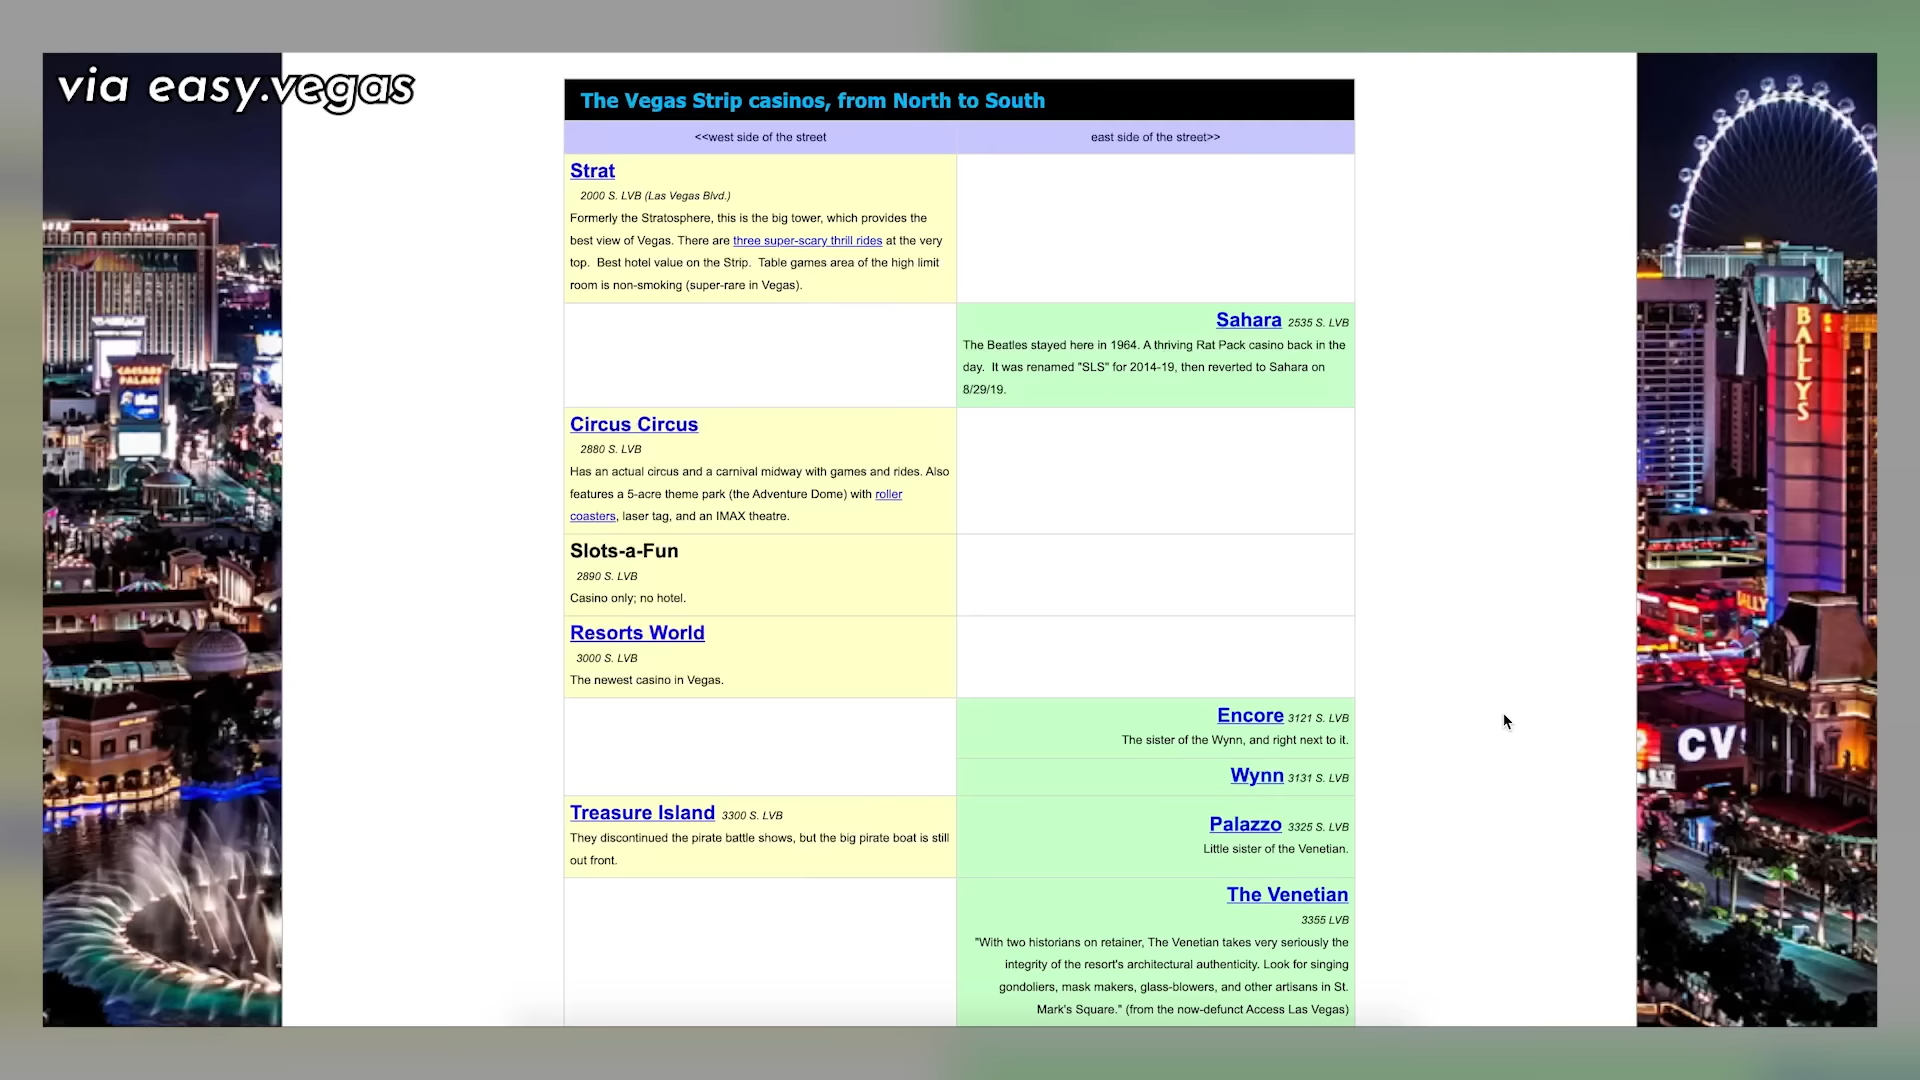 via easy.vegas
The Vegas Strip casinos, from North to South
<<west side of the street
east side of the street>>
Strat
2000 S. LVB (Las Vegas Blvd.)
Formerly the Stratosphere, this is the big tower, which provides the
best view of Vegas. There are three super-scary thrill rides at the very
top.  Best hotel value on the Strip.  Table games area of the high limit
room is non-smoking (super-rare in Vegas).
Sahara 2535 S. LVB
The Beatles stayed here in 1964. A thriving Rat Pack casino back in the
day.  It was renamed "SLS" for 2014-19, then reverted to Sahara on
8/29/19.
Circus Circus
2880 S. LVB
Has an actual circus and a carnival midway with games and rides. Also
features a 5-acre theme park (the Adventure Dome) with roller
coasters, laser tag, and an IMAX theatre.
Slots-a-Fun
2890 S. LVB
Casino only; no hotel.
Resorts World
3000 S. LVB
The newest casino in Vegas.
Encore 3121 S. LVB
The sister of the Wynn, and right next to it.
Wynn 3131 S. LVB
Treasure Island 3300 S. LVB
They discontinued the pirate battle shows, but the big pirate boat is still
out front.
Palazzo 3325 S. LVB
Little sister of the Venetian.
The Venetian
3355 LVB
"With two historians on retainer, The Venetian takes very seriously the
integrity of the resort's architectural authenticity. Look for singing
gondoliers, mask makers, glass-blowers, and other artisans in St.
Mark's Square." (from the now-defunct Access Las Vegas)
CAESARS
PALACE
BALLYS
CV